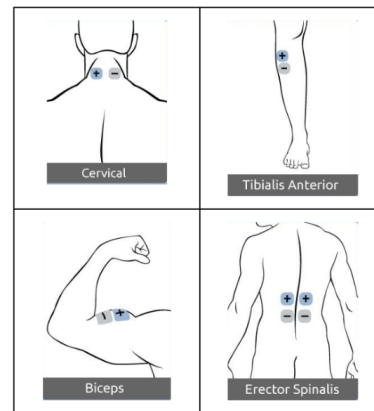 + −
Cervical
+
−
Tibialis Anterior
− +
Biceps
+ +
− −
Erector Spinalis